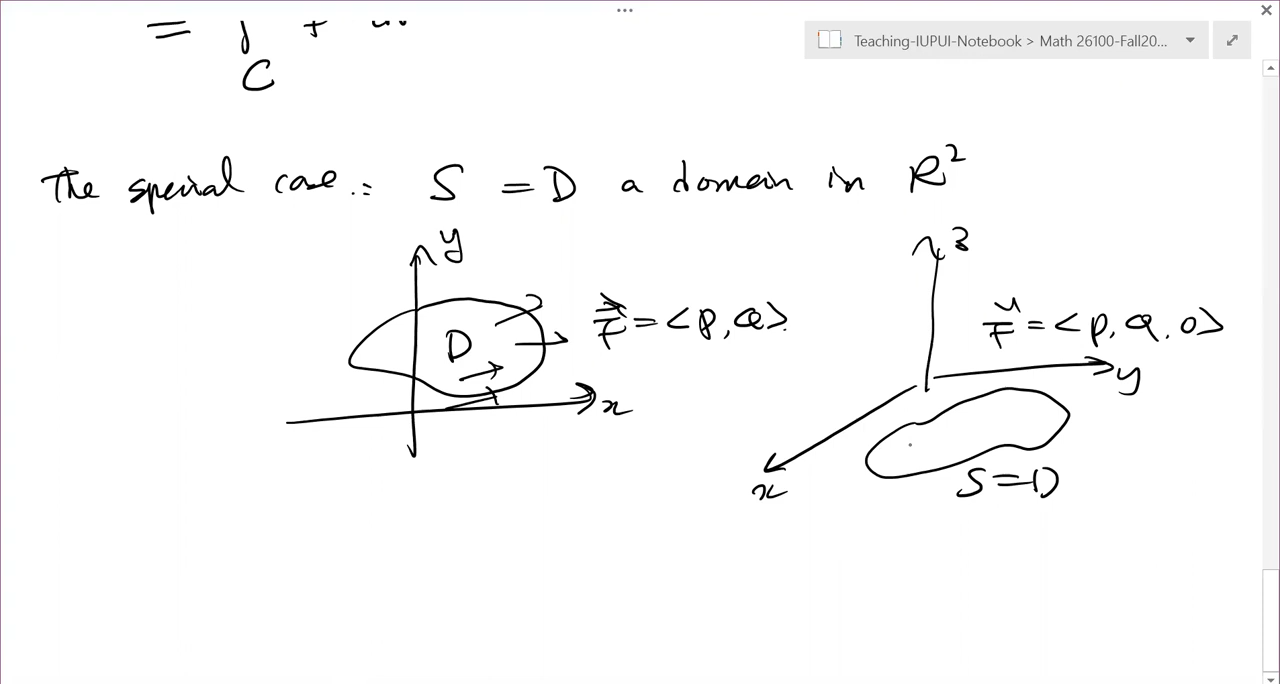 Teaching-IUPUI-Notebook > Math 26100-Fall20...
=
C
The special case.: S = D a domain in R²
y
D
F = <P, Q>.
x
z
F = <P, Q, 0>
y
x
S=D